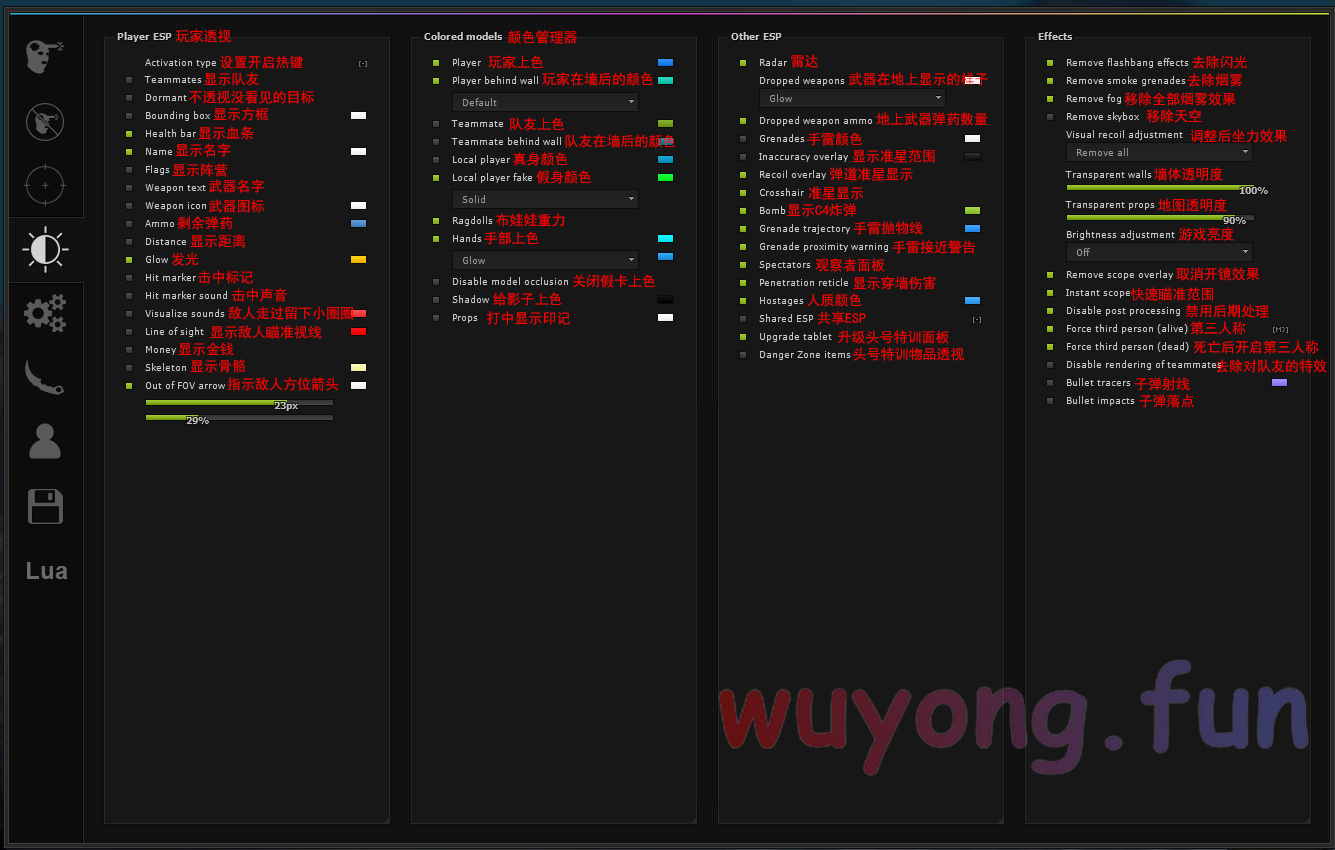 Player ESP 玩家透视
Activation type 设置开启热键 [-]
Teammates 显示队友
Dormant 不透视没看见的目标
Bounding box 显示方框
Health bar 显示血条
Name 显示名字
Flags 显示阵营
Weapon text 武器名字
Weapon icon 武器图标
Ammo 剩余弹药
Distance 显示距离
Glow 发光
Hit marker 击中标记
Hit marker sound 击中声音
Visualize sounds 敌人走过留下小圈圈
Line of sight 显示敌人瞄准视线
Money 显示金钱
Skeleton 显示骨骼
Out of FOV arrow 指示敌人方位箭头
23px
29%
Lua
Colored models 颜色管理器
Player 玩家上色
Player behind wall 玩家在墙后的颜色
Default
Teammate 队友上色
Teammate behind wall 队友在墙后的颜色
Local player 真身颜色
Local player fake 假身颜色
Solid
Ragdolls 布娃娃重力
Hands 手部上色
Glow
Disable model occlusion 关闭假卡上色
Shadow 给影子上色
Props 打中显示印记
Other ESP
Radar 雷达
Dropped weapons 武器在地上显示的样子
Glow
Dropped weapon ammo 地上武器弹药数量
Grenades 手雷颜色
Inaccuracy overlay 显示准星范围
Recoil overlay 弹道准星显示
Crosshair 准星显示
Bomb 显示C4炸弹
Grenade trajectory 手雷抛物线
Grenade proximity warning 手雷接近警告
Spectators 观察者面板
Penetration reticle 显示穿墙伤害
Hostages 人质颜色
Shared ESP 共享ESP [-]
Upgrade tablet 升级头号特训面板
Danger Zone items 头号特训物品透视
Effects
Remove flashbang effects 去除闪光
Remove smoke grenades 去除烟雾
Remove fog 移除全部烟雾效果
Remove skybox 移除天空
Visual recoil adjustment 调整后坐力效果
Remove all
Transparent walls 墙体透明度
100%
Transparent props 地图透明度
90%
Brightness adjustment 游戏亮度
Off
Remove scope overlay 取消开镜效果
Instant scope 快速瞄准范围
Disable post processing 禁用后期处理
Force third person (alive) 第三人称 [M3]
Force third person (dead) 死亡后开启第三人称
Disable rendering of teammates 去除对队友的特效
Bullet tracers 子弹射线
Bullet impacts 子弹落点
wuyong.fun